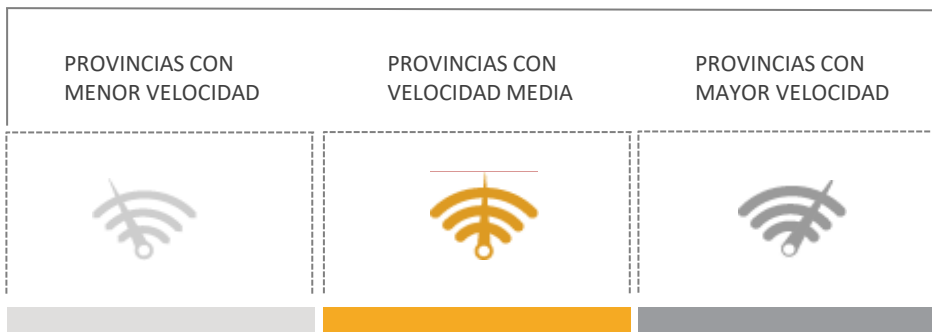 PROVINCIAS CON
MENOR VELOCIDAD
PROVINCIAS CON
VELOCIDAD MEDIA
PROVINCIAS CON
MAYOR VELOCIDAD